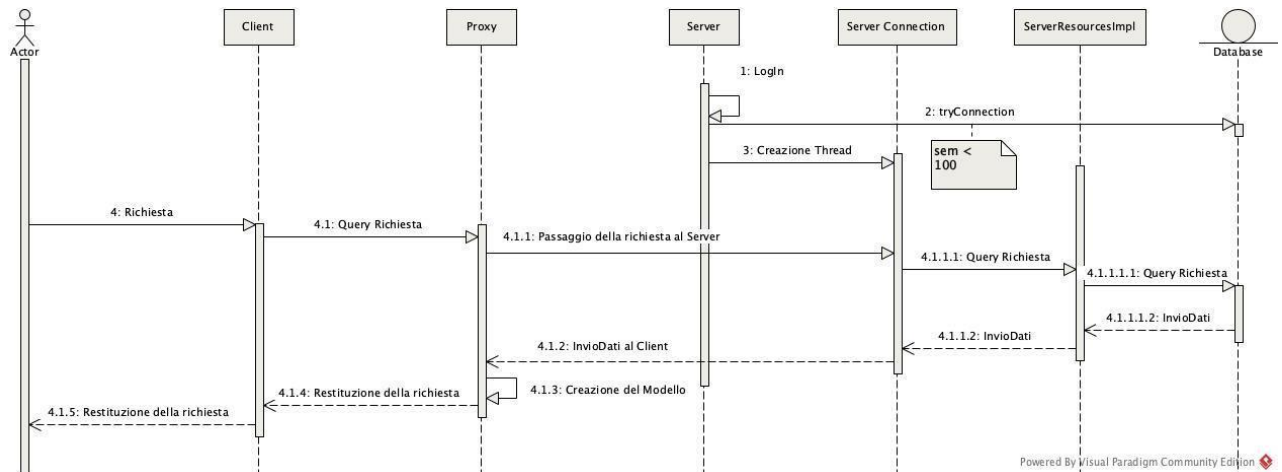 Client
Proxy
Server
Server Connection
ServerResourcesImpl
Actor
Database
1: LogIn
2: tryConnection
3: Creazione Thread
sem <
100
4: Richiesta
4.1: Query Richiesta
4.1.1: Passaggio della richiesta al Server
4.1.1.1: Query Richiesta
4.1.1.1.1: Query Richiesta
4.1.1.1.2: InvioDati
4.1.1.2: InvioDati
4.1.2: InvioDati al Client
4.1.3: Creazione del Modello
4.1.4: Restituzione della richiesta
4.1.5: Restituzione della richiesta
Powered By Visual Paradigm Community Edition